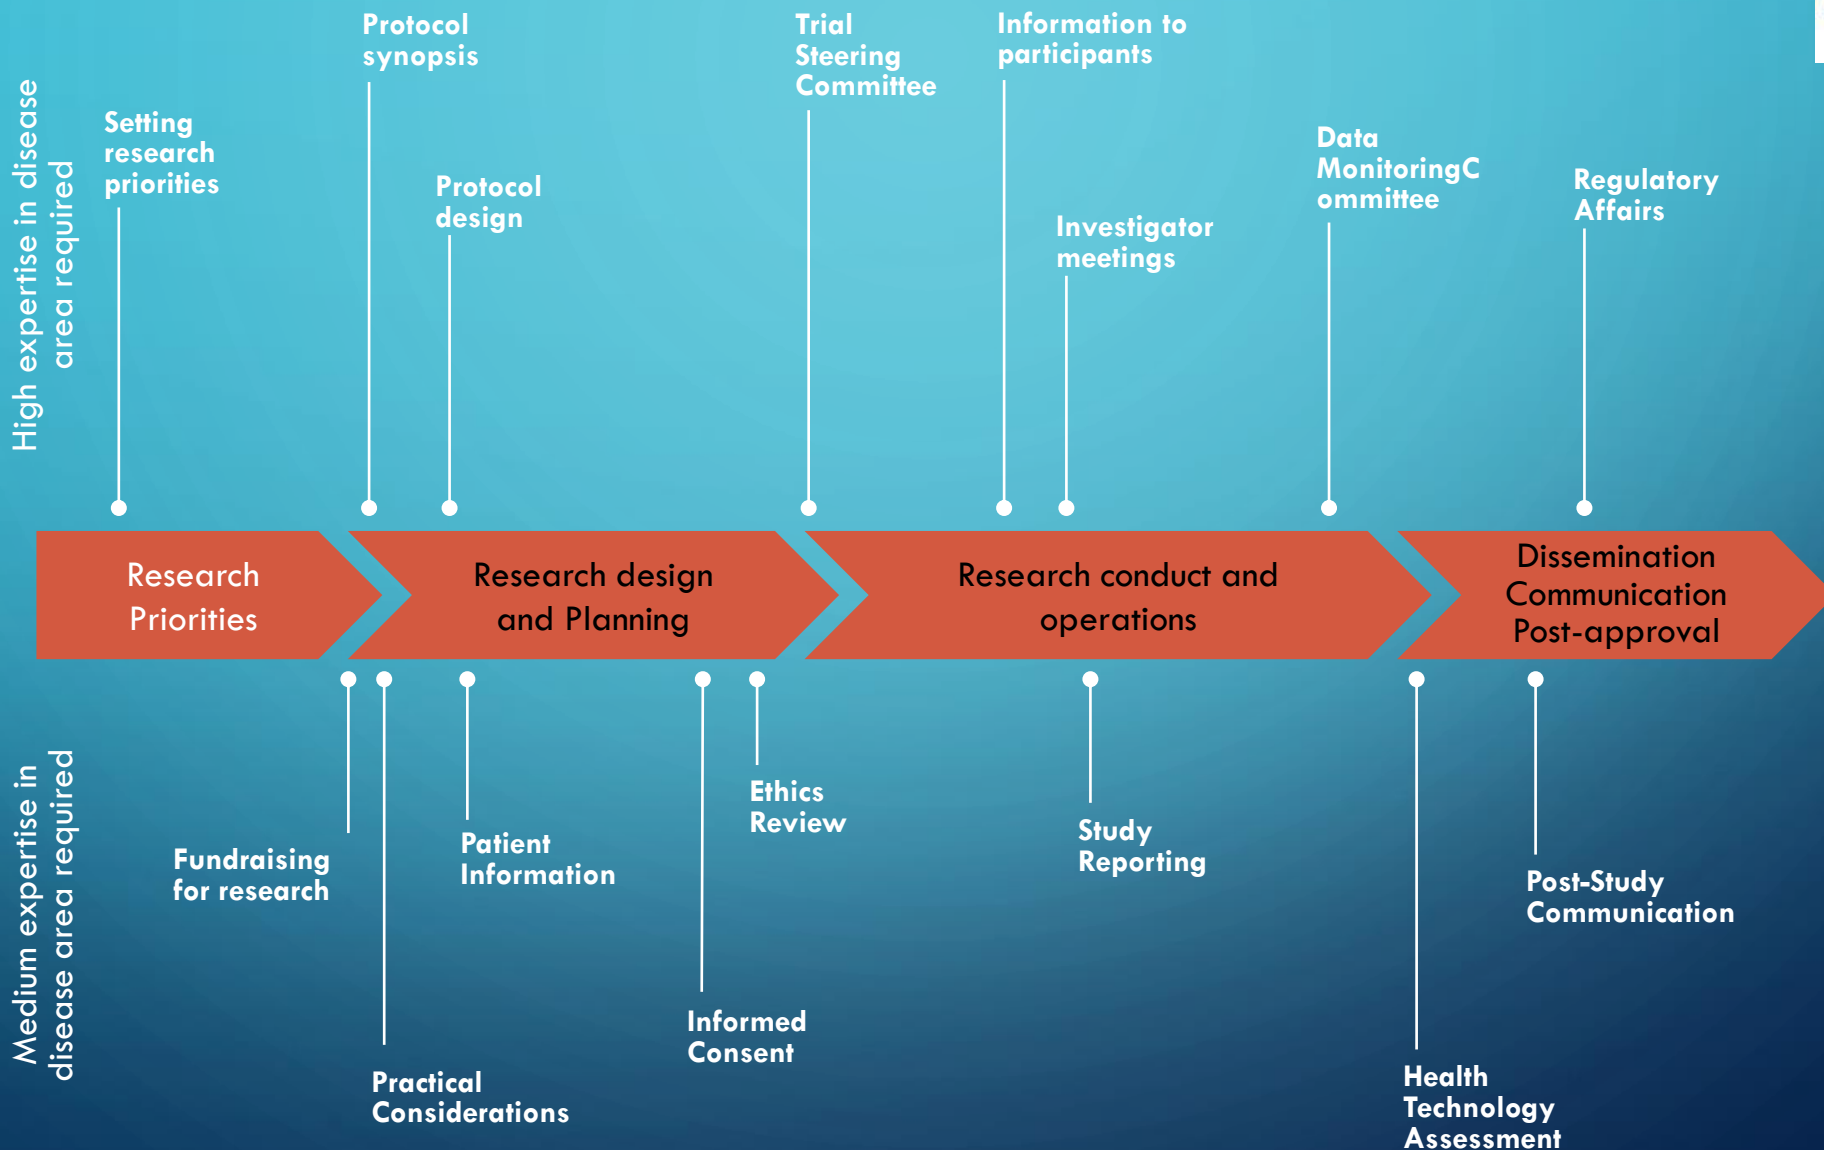 High expertise in disease
area required
Setting
research
priorities
Protocol
synopsis
Protocol
design
Trial
Steering
Committee
Information to
participants
Investigator
meetings
Data
MonitoringC
ommittee
Regulatory
Affairs
Research
Priorities
Research design
and Planning
Research conduct and
operations
Dissemination
Communication
Post-approval
Medium expertise in
disease area required
Fundraising
for research
Practical
Considerations
Patient
Information
Informed
Consent
Ethics
Review
Study
Reporting
Health
Technology
Assessment
Post-Study
Communication